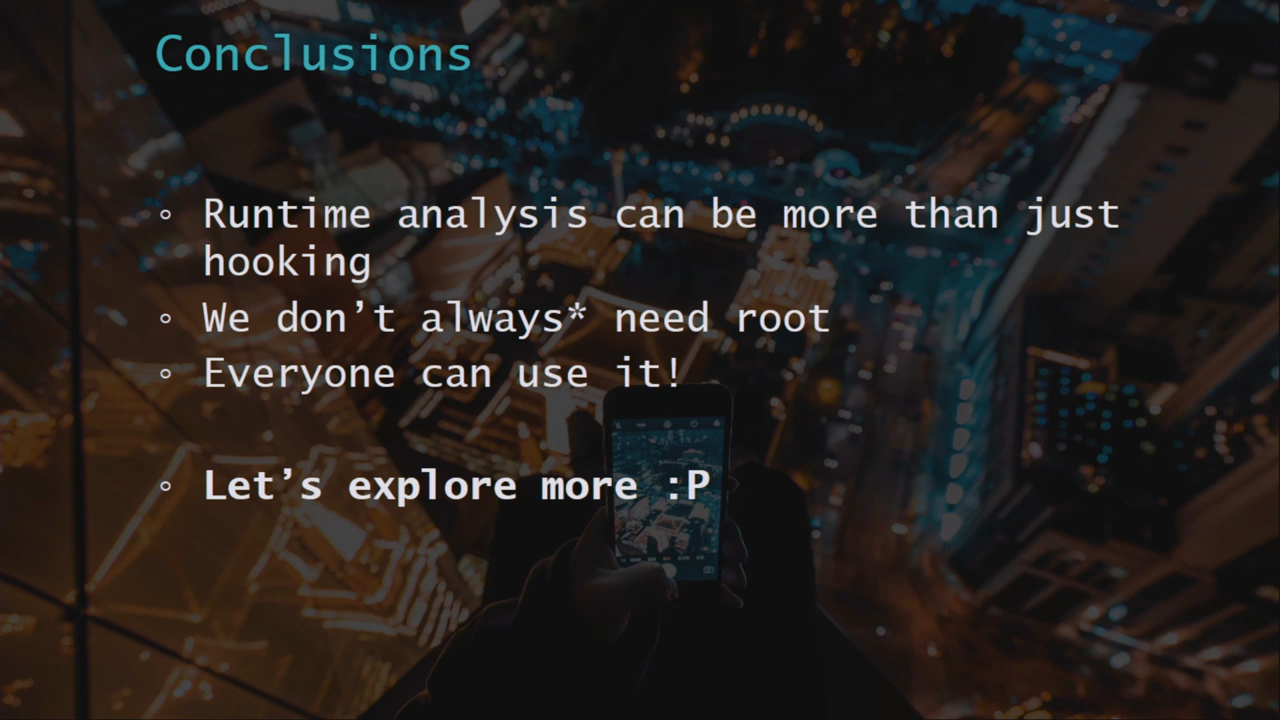 Conclusions
◦ Runtime analysis can be more than just
hooking
◦ We don’t always* need root
◦ Everyone can use it!
◦ Let’s explore more :P